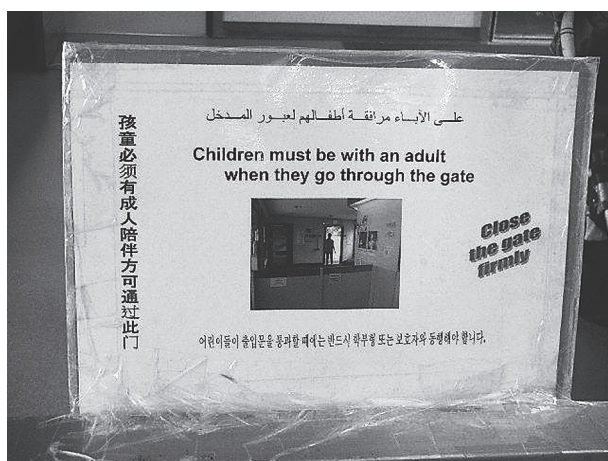 على الآباء مرافقة أطفالهم لعبور المدخل
孩童必须有成人陪伴方可通过此门
Children must be with an adult
when they go through the gate
Close
the gate
firmly
어린이들이 출입문을 통과할 때에는 반드시 학부형 또는 보호자와 동행해야 합니다.